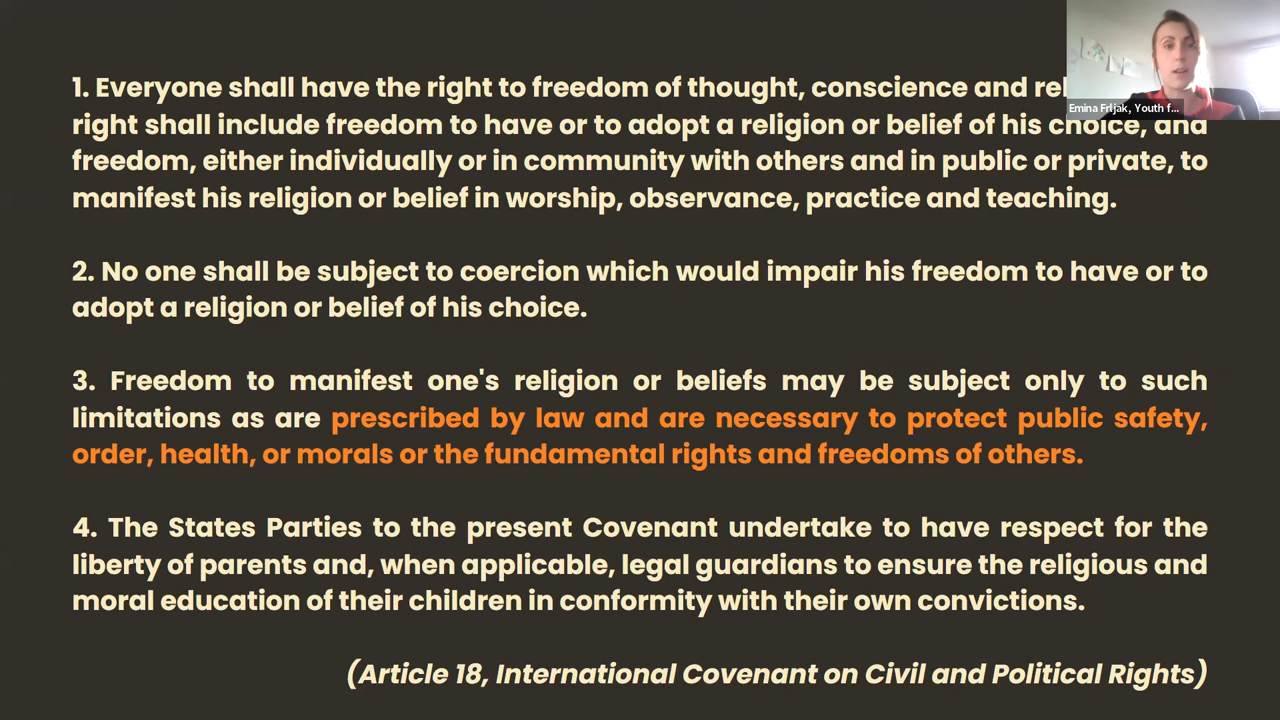 1. Everyone shall have the right to freedom of thought, conscience and
right shall include freedom to have or to adopt a religion or belief of his choice, and
freedom, either individually or in community with others and in public or private, to
manifest his religion or belief in worship, observance, practice and teaching.
2. No one shall be subject to coercion which would impair his freedom to have or to
adopt a religion or belief of his choice.
3. Freedom to manifest one's religion or beliefs may be subject only to such
limitations as are prescribed by law and are necessary to protect public safety,
order, health, or morals or the fundamental rights and freedoms of others.
4. The States Parties to the present Covenant undertake to have respect for the
liberty of parents and, when applicable, legal guardians to ensure the religious and
moral education of their children in conformity with their own convictions.
(Article 18, International Covenant on Civil and Political Rights)
Emina Frljak, Youth f...